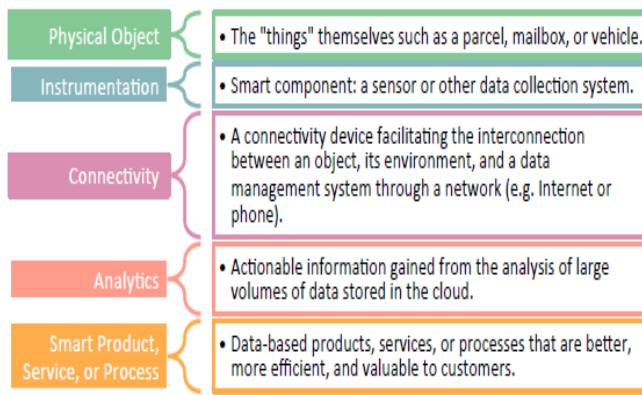 Physical Object
• The "things" themselves such as a parcel, mailbox, or vehicle.
Instrumentation
• Smart component: a sensor or other data collection system.
Connectivity
• A connectivity device facilitating the interconnection
between an object, its environment, and a data
management system through a network (e.g. Internet or
phone).
Analytics
• Actionable information gained from the analysis of large
volumes of data stored in the cloud.
Smart Product,
Service, or Process
• Data-based products, services, or processes that are better,
more efficient, and valuable to customers.